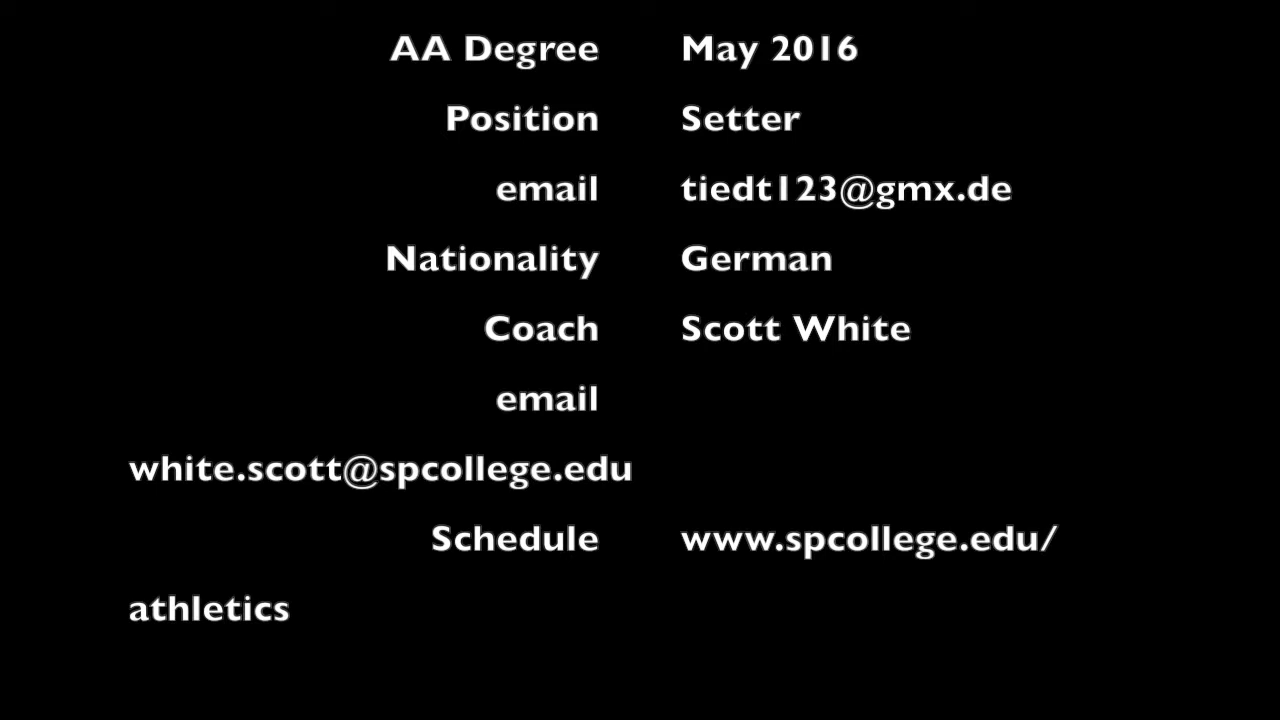 AA Degree May 2016
Position Setter
email tiedt123@gmx.de
Nationality German
Coach Scott White
email
white.scott@spcollege.edu
Schedule www.spcollege.edu/
athletics